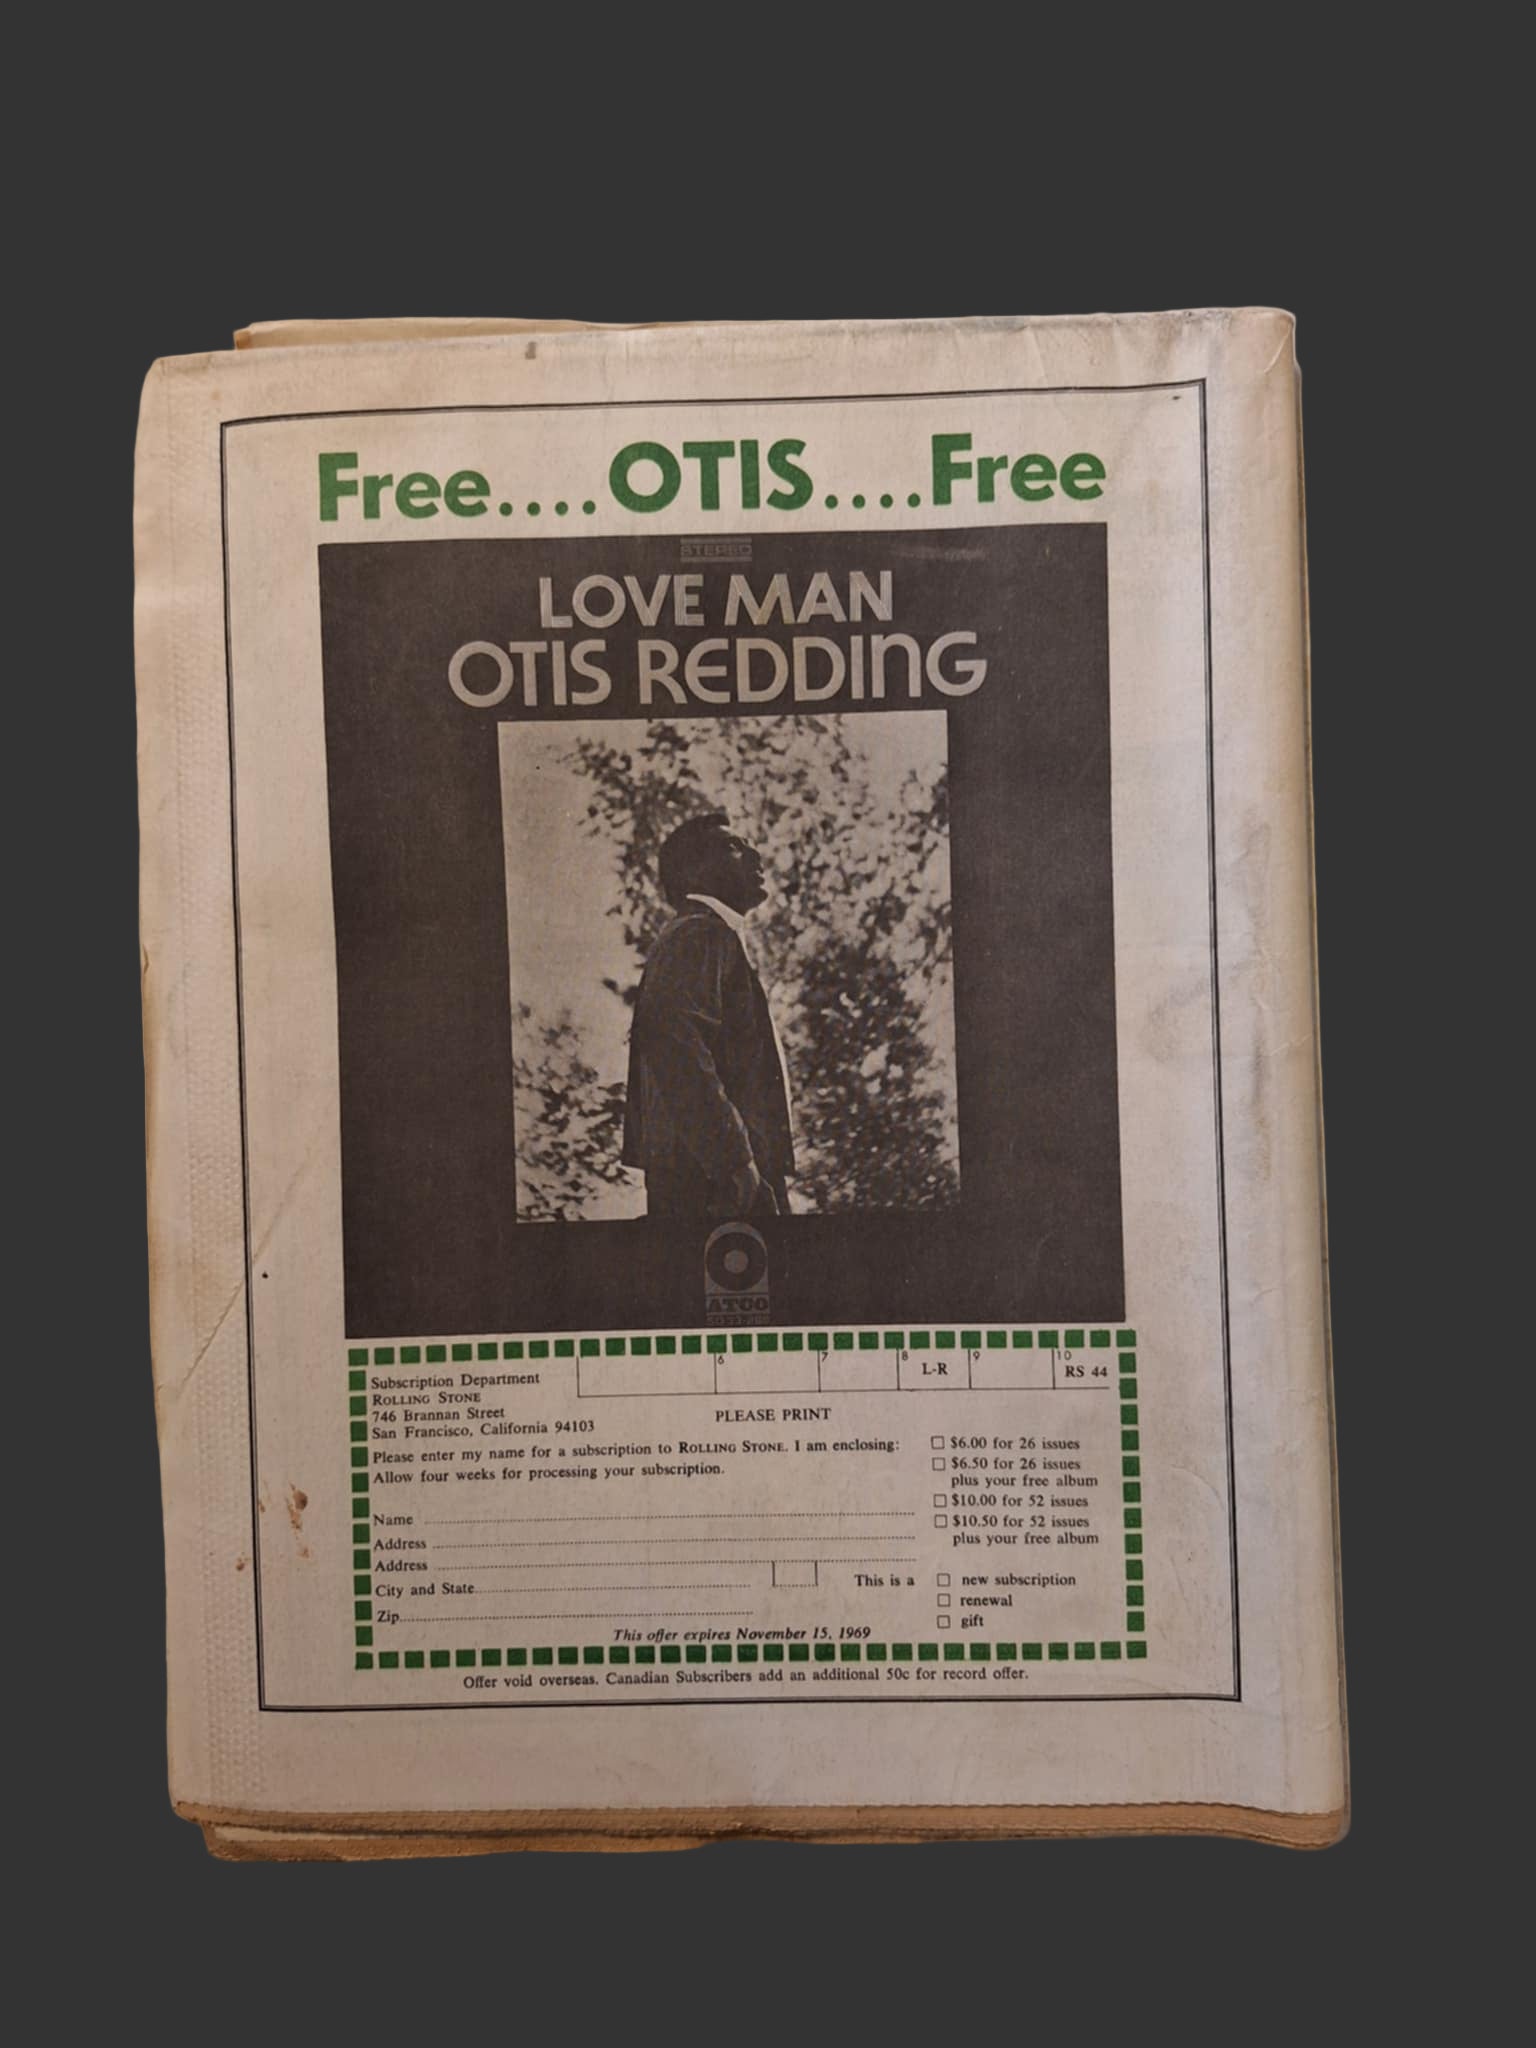 Free....OTIS....Free
STEREO
LOVE MAN
OTIS REDDING
ATCO
SD 33-289
6 7 8 L-R 9 10 RS 44
Subscription Department
ROLLING STONE
746 Brannan Street
San Francisco, California 94103
PLEASE PRINT
Please enter my name for a subscription to ROLLING STONE. I am enclosing:
Allow four weeks for processing your subscription.
$6.00 for 26 issues
$6.50 for 26 issues
plus your free album
$10.00 for 52 issues
$10.50 for 52 issues
plus your free album
Name
Address
Address
City and State
Zip
This is a
new subscription
renewal
gift
This offer expires November 15, 1969
Offer void overseas. Canadian Subscribers add an additional 50c for record offer.